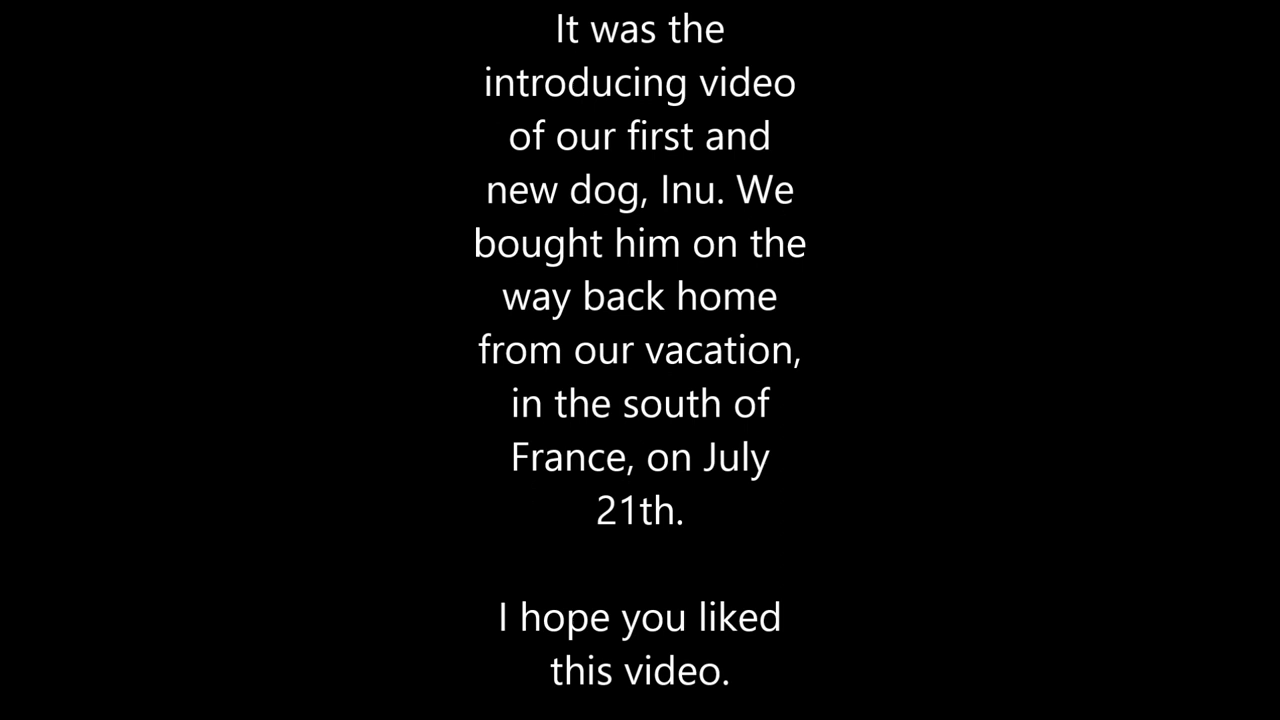 It was the
introducing video
of our first and
new dog, Inu. We
bought him on the
way back home
from our vacation,
in the south of
France, on July
21th.
I hope you liked
this video.